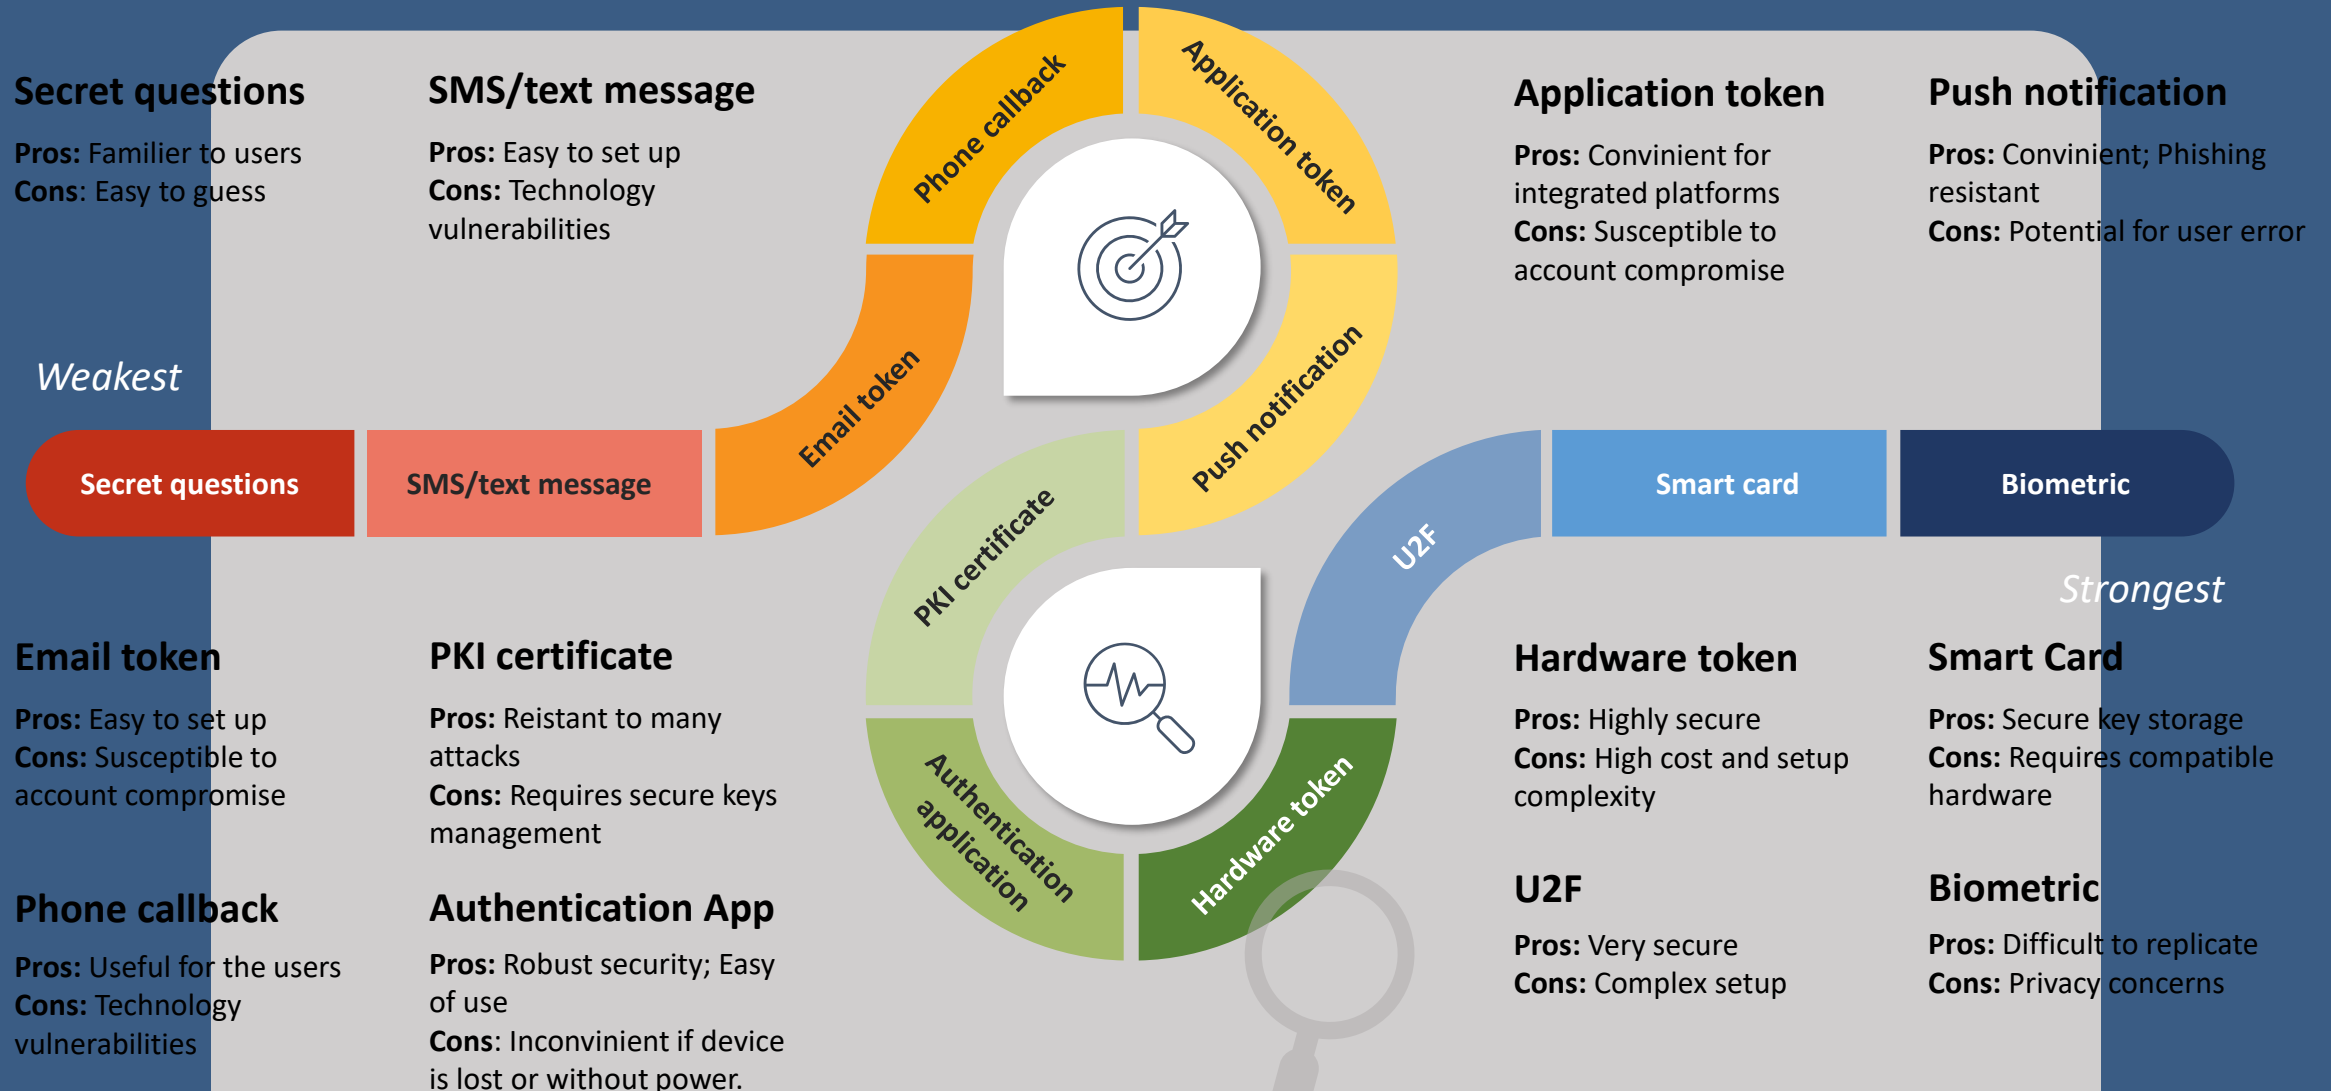 Secret questions
Pros: Familier to users
Cons: Easy to guess
SMS/text message
Pros: Easy to set up
Cons: Technology
vulnerabilities
Application token
Pros: Convinient for
integrated platforms
Cons: Susceptible to
account compromise
Push notification
Pros: Convinient; Phishing
resistant
Cons: Potential for user error
Weakest
Secret questions
SMS/text message
Email token
Phone callback
Application token
Push notification
PKI certificate
Authentication
application
Hardware token
U2F
Smart card
Biometric
Strongest
Email token
Pros: Easy to set up
Cons: Susceptible to
account compromise
PKI certificate
Pros: Reistant to many
attacks
Cons: Requires secure keys
management
Hardware token
Pros: Highly secure
Cons: High cost and setup
complexity
Smart Card
Pros: Secure key storage
Cons: Requires compatible
hardware
Phone callback
Pros: Useful for the users
Cons: Technology
vulnerabilities
Authentication App
Pros: Robust security; Easy
of use
Cons: Inconvinient if device
is lost or without power.
U2F
Pros: Very secure
Cons: Complex setup
Biometric
Pros: Difficult to replicate
Cons: Privacy concerns